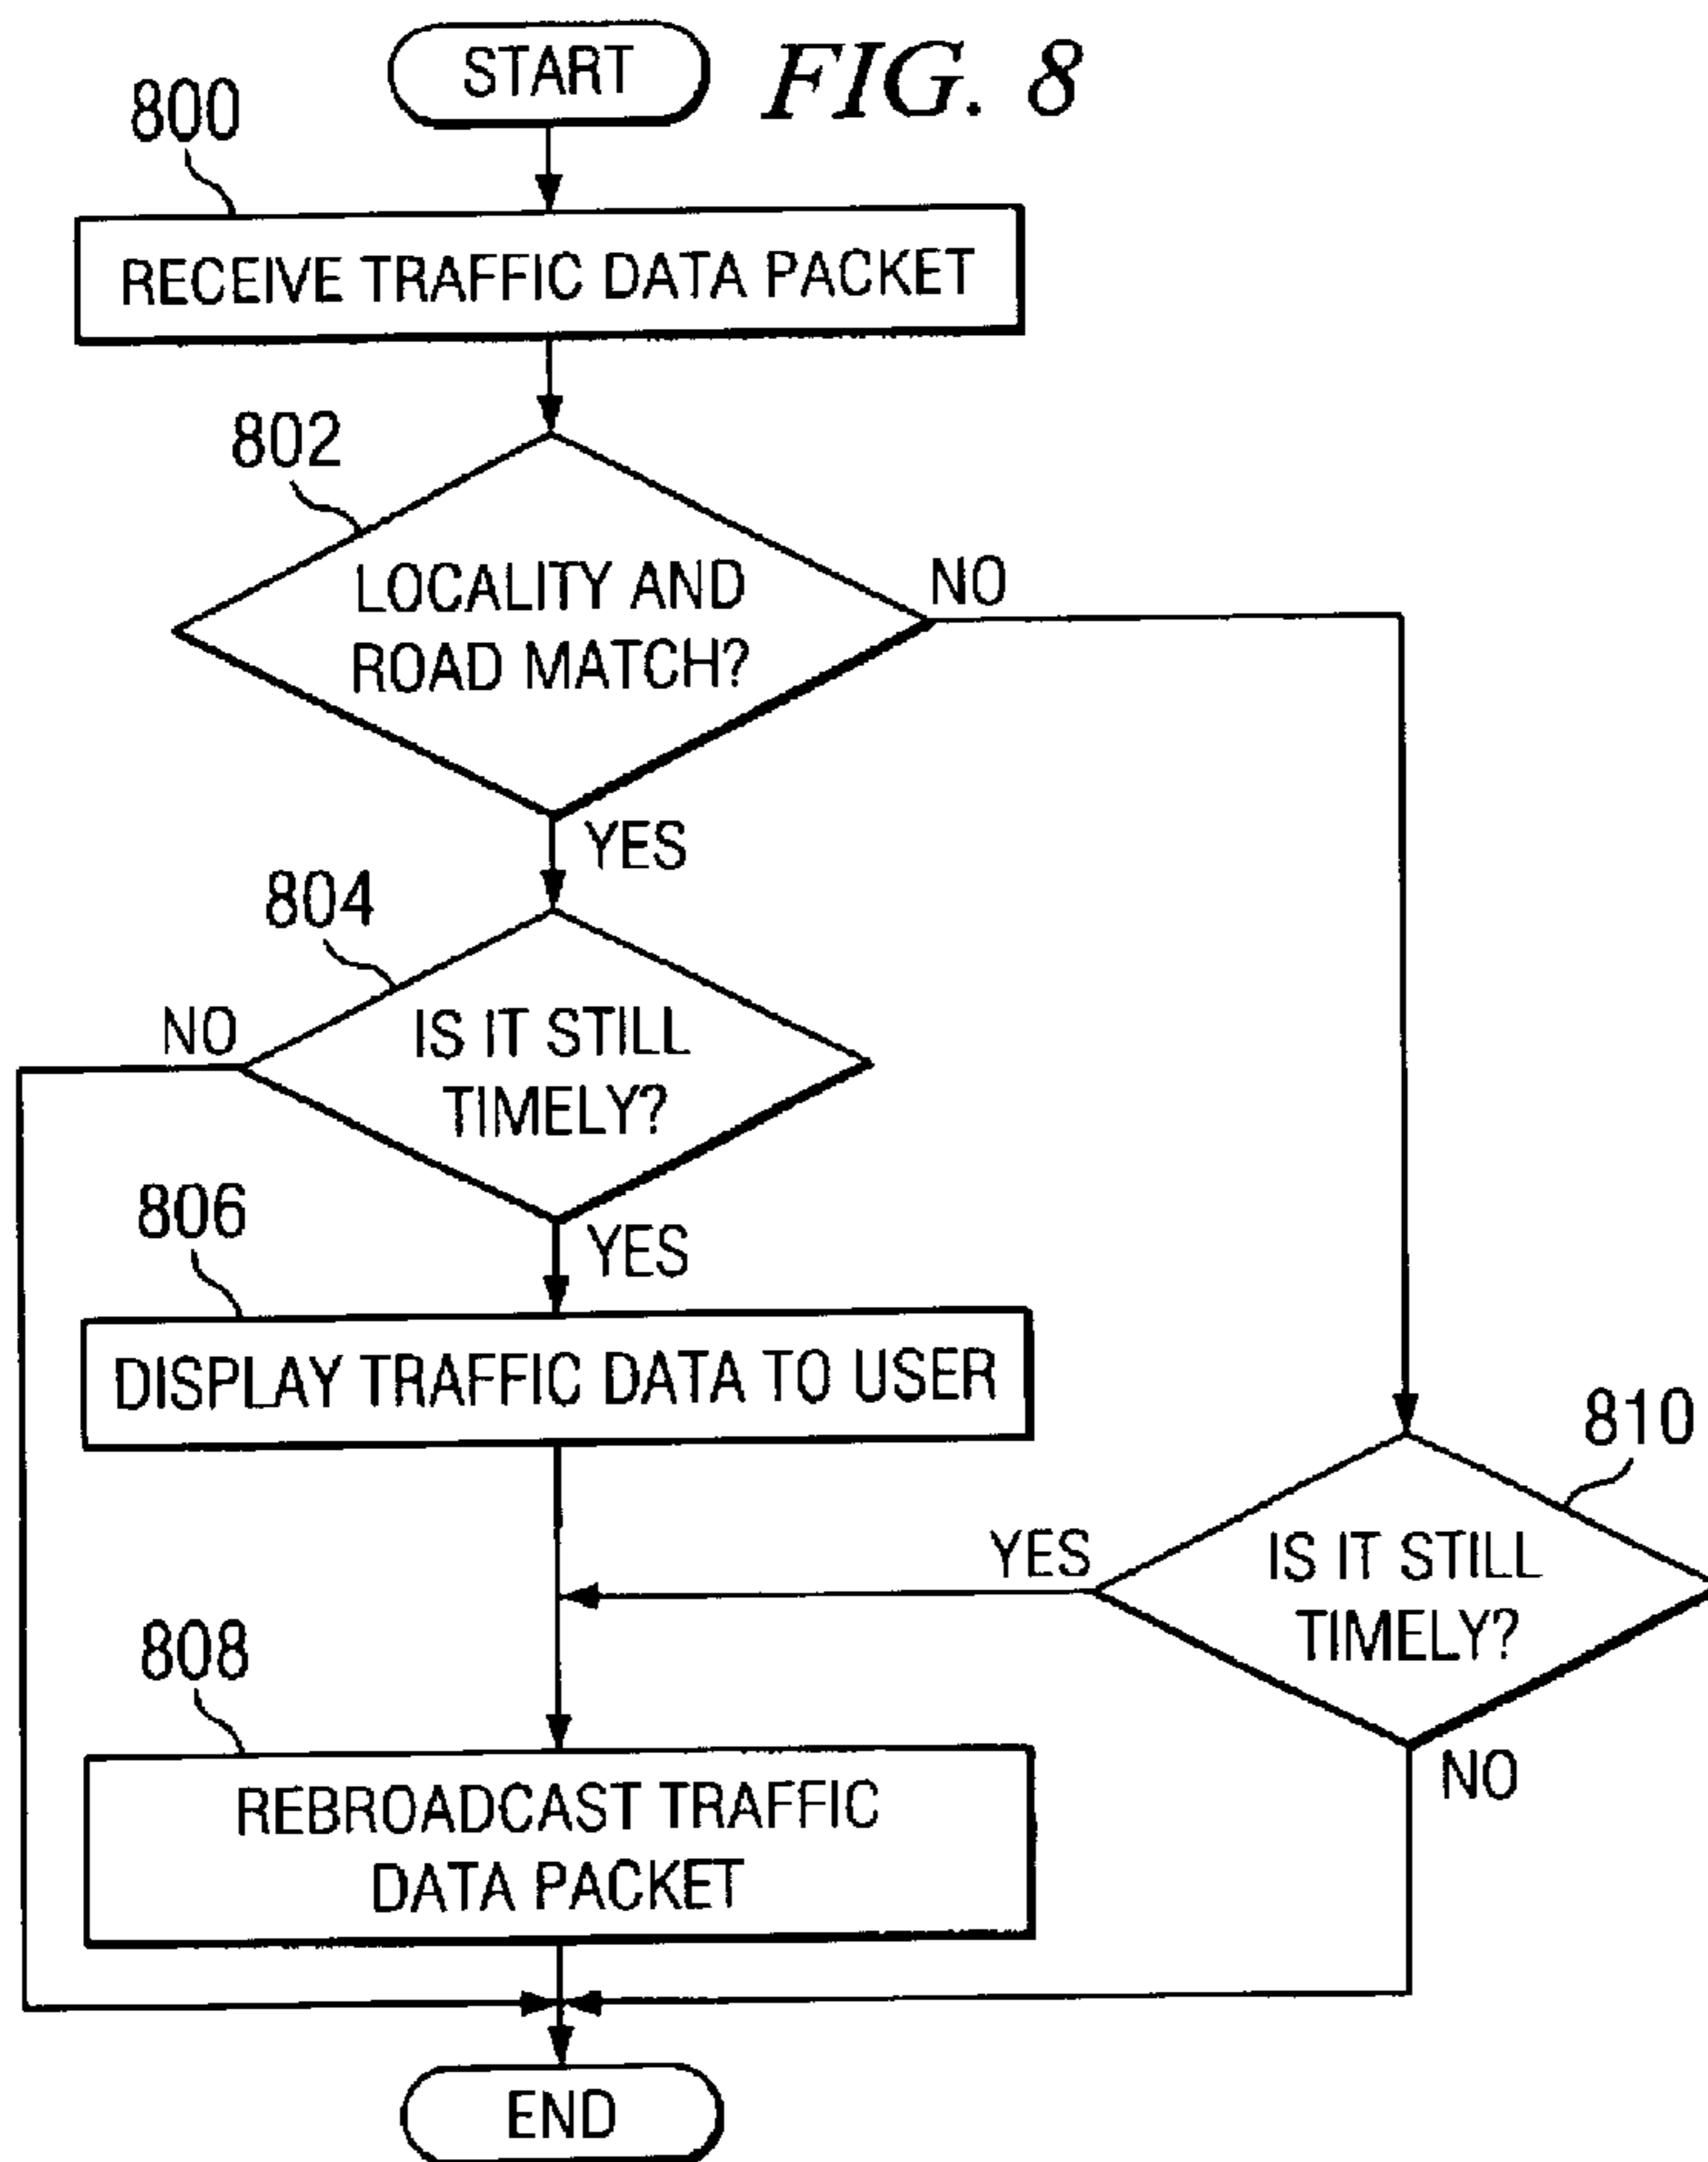 START
FIG. 8
800
RECEIVE TRAFFIC DATA PACKET
802
LOCALITY AND
ROAD MATCH?
NO
YES
804
NO
IS IT STILL
TIMELY?
YES
806
DISPLAY TRAFFIC DATA TO USER
810
YES
IS IT STILL
TIMELY?
NO
808
REBROADCAST TRAFFIC
DATA PACKET
END